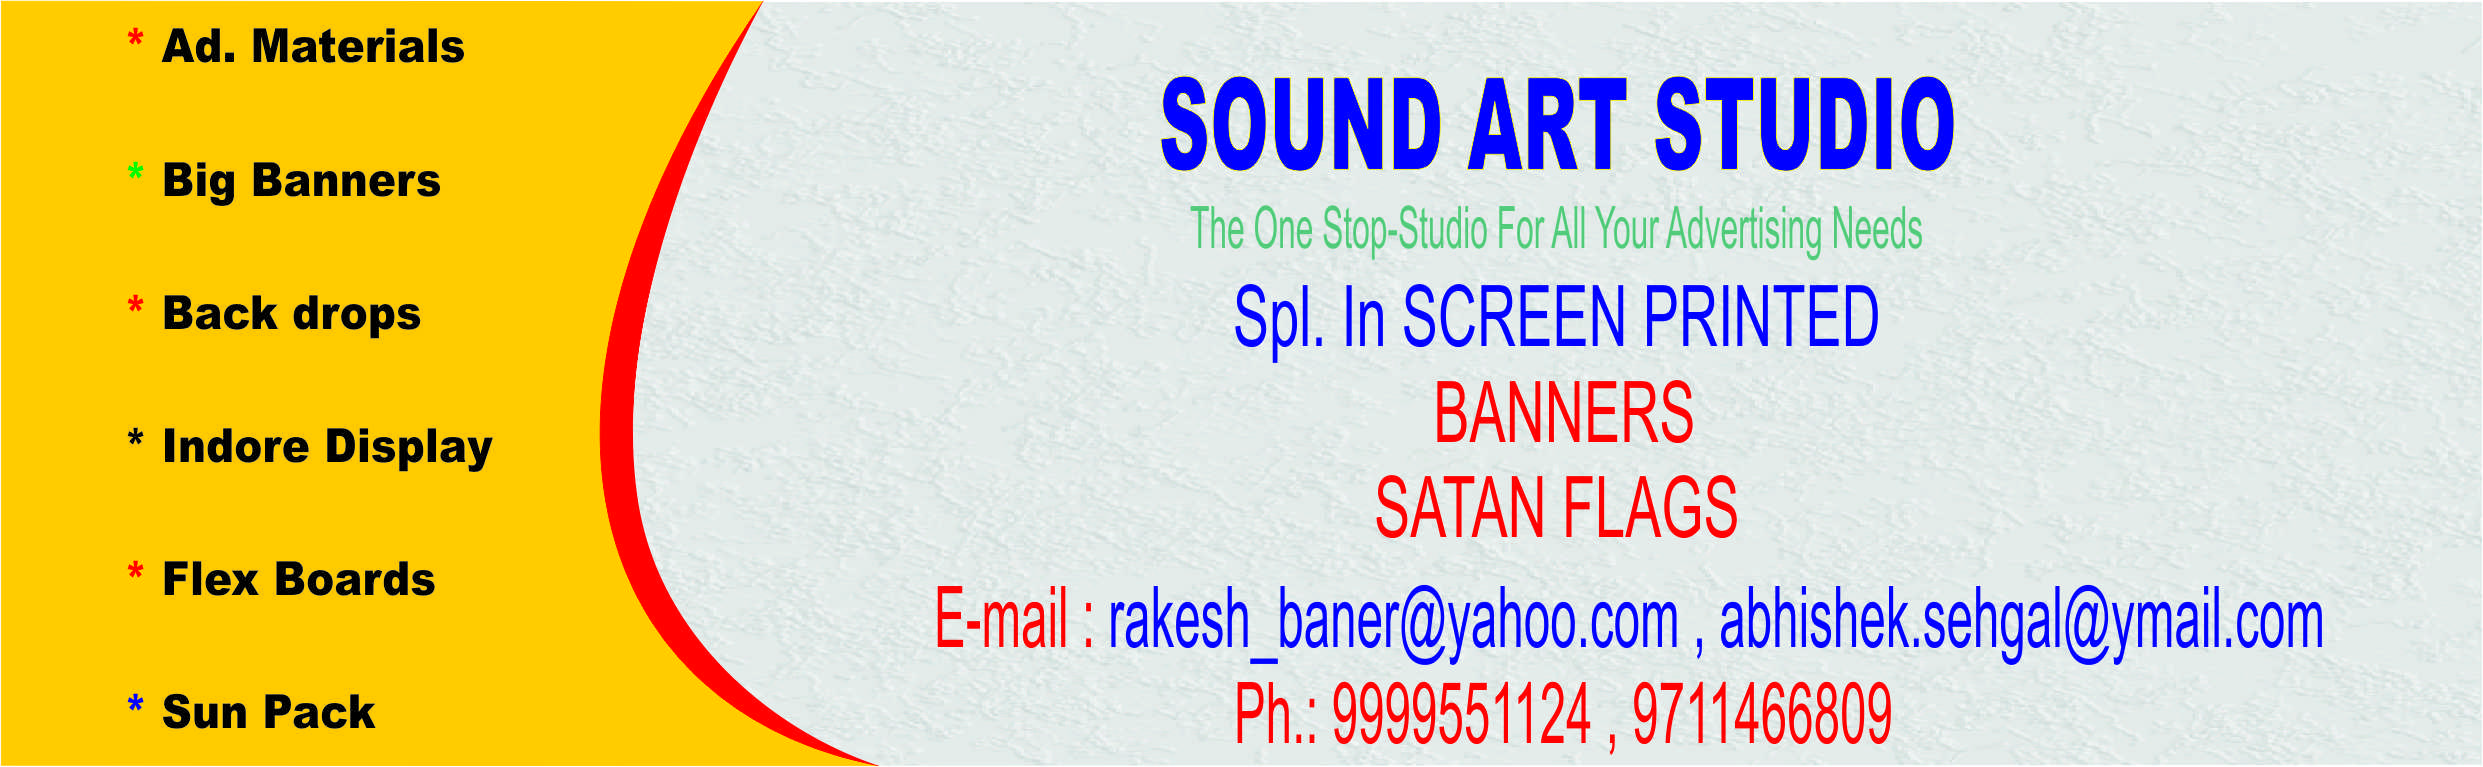 * Ad. Materials
* Big Banners
* Back drops
* Indore Display
* Flex Boards
* Sun Pack
SOUND ART STUDIO
The One Stop-Studio For All Your Advertising Needs
Spl. In SCREEN PRINTED
BANNERS
SATAN FLAGS
E-mail : rakesh_baner@yahoo.com , abhishek.sehgal@ymail.com
Ph.: 9999551124 , 9711466809